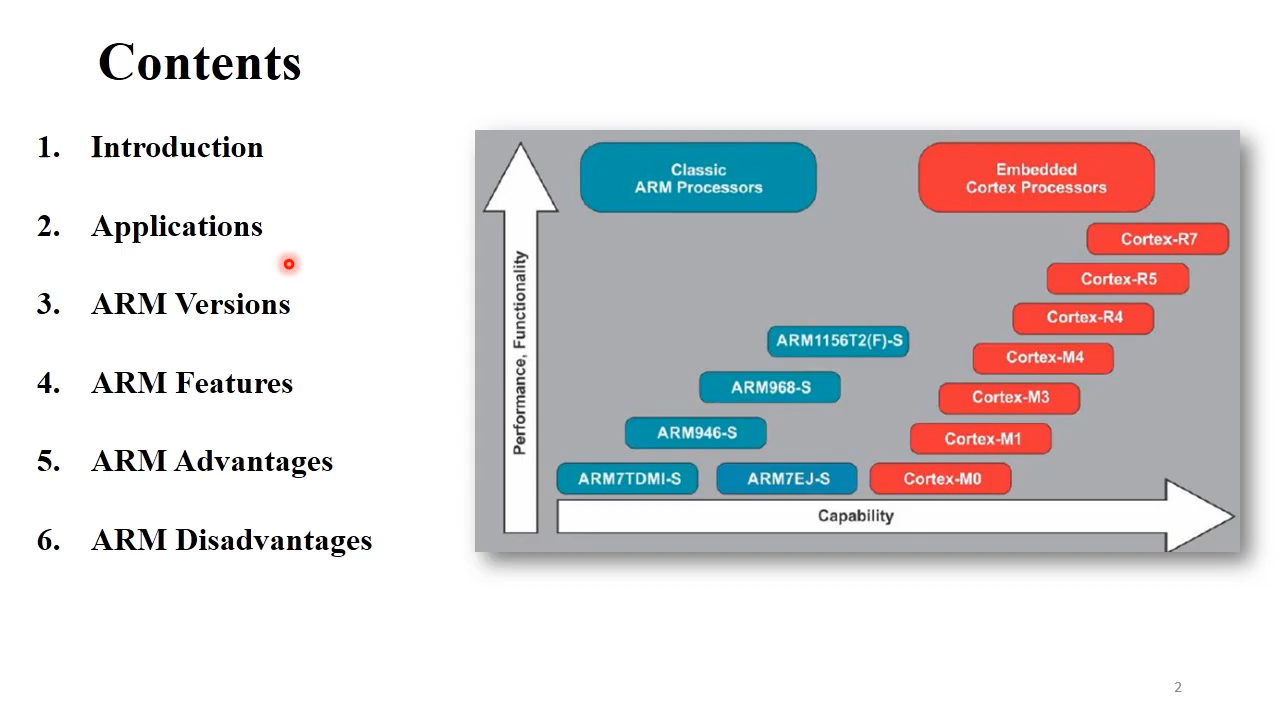 Contents
1. Introduction
2. Applications
3. ARM Versions
4. ARM Features
5. ARM Advantages
6. ARM Disadvantages
Classic
ARM Processors
Embedded
Cortex Processors
Performance, Functionality
Cortex-R7
Cortex-R5
Cortex-R4
ARM1156T2(F)-S
Cortex-M4
ARM968-S
Cortex-M3
ARM946-S
Cortex-M1
ARM7TDMI-S
ARM7EJ-S
Cortex-M0
Capability
2